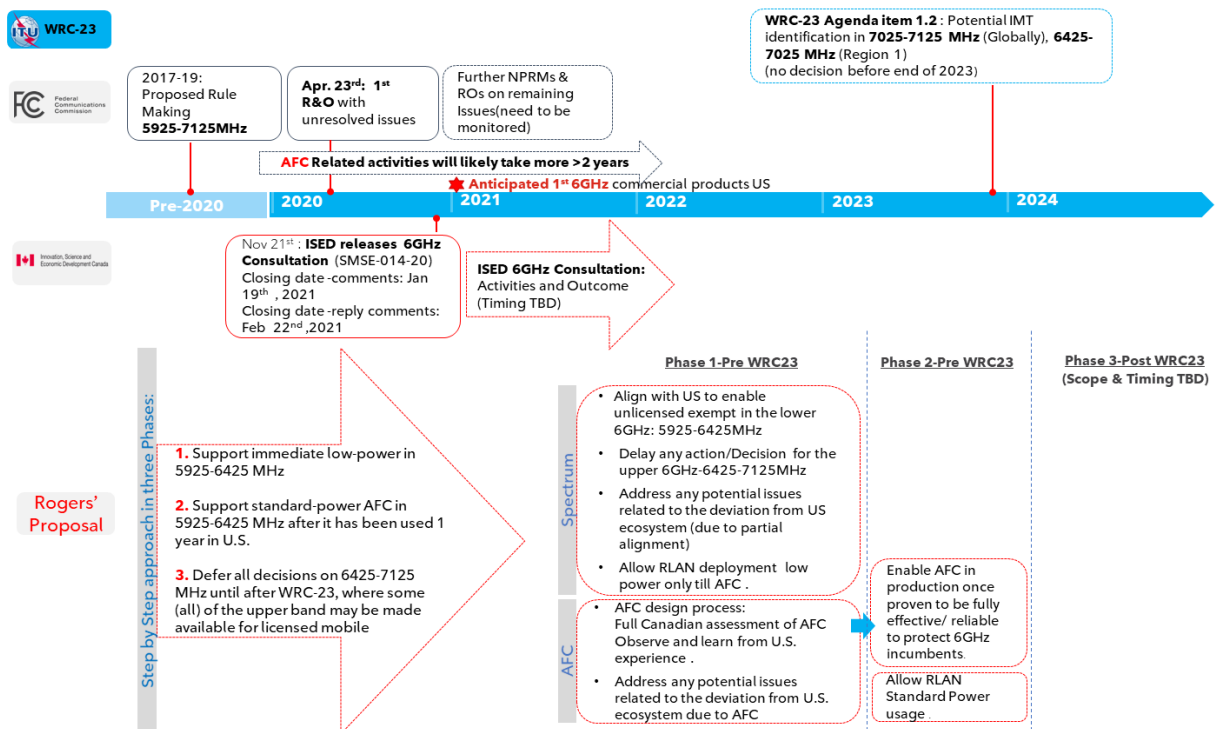 ITU
WRC-23
WRC-23 Agenda item 1.2 : Potential IMT
identification in 7025-7125 MHz (Globally), 6425-
7025 MHz (Region 1)
(no decision before end of 2023)
FCC
Federal
Communications
Commission
2017-19:
Proposed Rule
Making
5925-7125MHz
Apr. 23rd: 1st
R&O with
unresolved issues
Further NPRMs &
ROs on remaining
Issues(need to be
monitored)
AFC Related activities will likely take more >2 years
Anticipated 1st 6GHz commercial products US
Pre-2020
2020
2021
2022
2023
2024
Innovation, Science and
Economic Development Canada
Nov 21st : ISED releases 6GHz
Consultation (SMSE-014-20)
Closing date -comments: Jan
19th , 2021
Closing date -reply comments:
Feb 22nd ,2021
ISED 6GHz Consultation:
Activities and Outcome
(Timing TBD)
Rogers’
Proposal
Step by Step approach in three Phases:
1. Support immediate low-power in
5925-6425 MHz
2. Support standard-power AFC in
5925-6425 MHz after it has been used 1
year in U.S.
3. Defer all decisions on 6425-7125
MHz until after WRC-23, where some
(all) of the upper band may be made
available for licensed mobile
Phase 1-Pre WRC23
Spectrum
• Align with US to enable
unlicensed exempt in the lower
6GHz: 5925-6425MHz
• Delay any action/Decision for the
upper 6GHz-6425-7125MHz
• Address any potential issues
related to the deviation from US
ecosystem (due to partial
alignment)
• Allow RLAN deployment low
power only till AFC .
AFC
• AFC design process:
Full Canadian assessment of AFC
Observe and learn from U.S.
experience .
• Address any potential issues
related to the deviation from U.S.
ecosystem due to AFC
Phase 2-Pre WRC23
Enable AFC in
production once
proven to be fully
effective/ reliable
to protect 6GHz
incumbents.
Allow RLAN
Standard Power
usage .
Phase 3-Post WRC23
(Scope & Timing TBD)